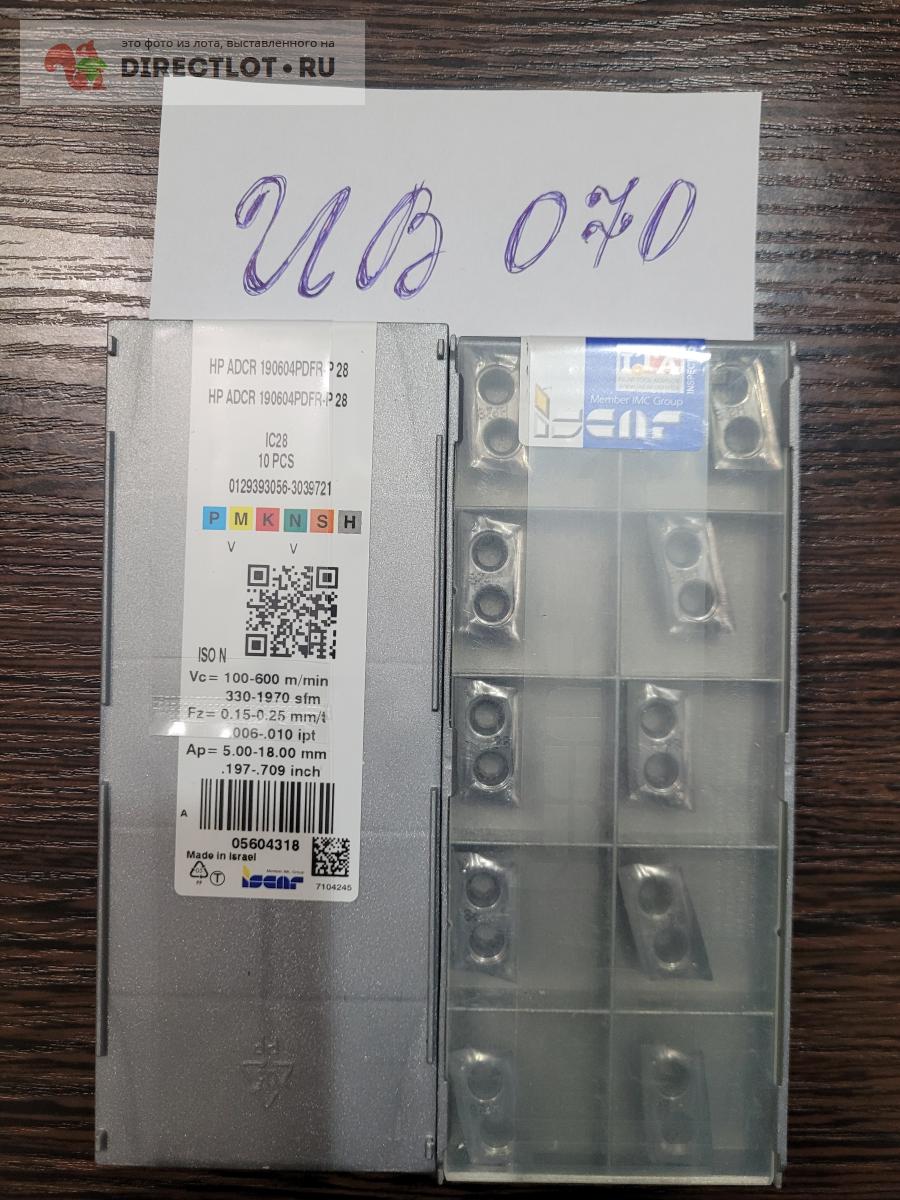 это фото из лота, выставленного на
DIRECTLOT.RU
ИВ 070
HP ADCR 190604PDFR-P 28
HP ADCR 190604PDFR-P 28
IC28
10 PCS
0129393056-3039721
P M K N S H
V V
ISO N
Vc= 100-600 m/min
330-1970 sfm
Fz= 0.15-0.25 mm/t
.006-.010 ipt
Ap= 5.00-18.00 mm
.197-.709 inch
A
05604318
Made in Israel
Member IMC Group
ISCAR
7104245
Member IMC Group
ISCAR